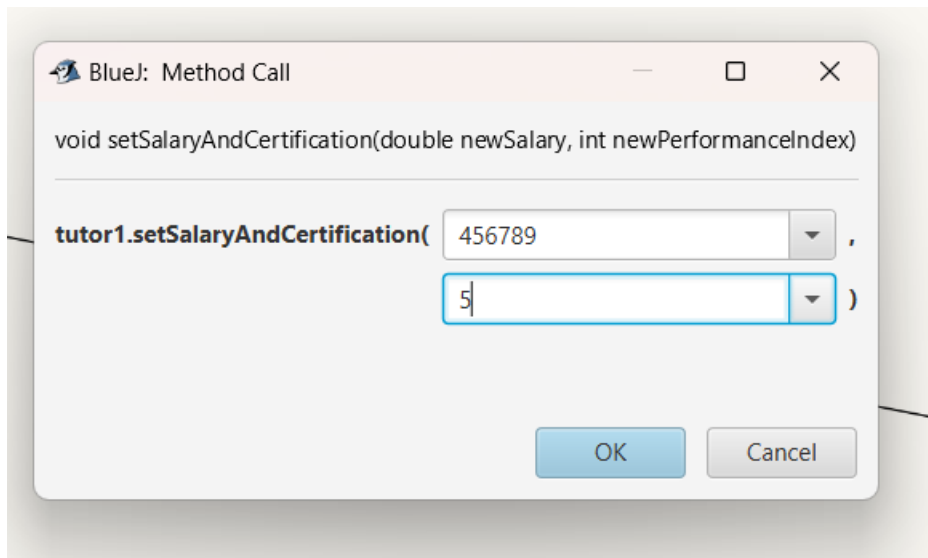 BlueJ: Method Call
void setSalaryAndCertification(double newSalary, int newPerformanceIndex)
tutor1.setSalaryAndCertification( 456789 ,
5 )
OK Cancel